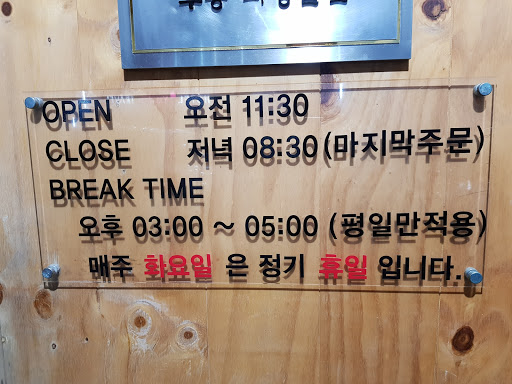 OPEN 오전 11:30
CLOSE 저녁 08:30 (마지막주문)
BREAK TIME
오후 03:00 ~ 05:00 (평일만적용)
매주 화요일 은 정기 휴일 입니다.